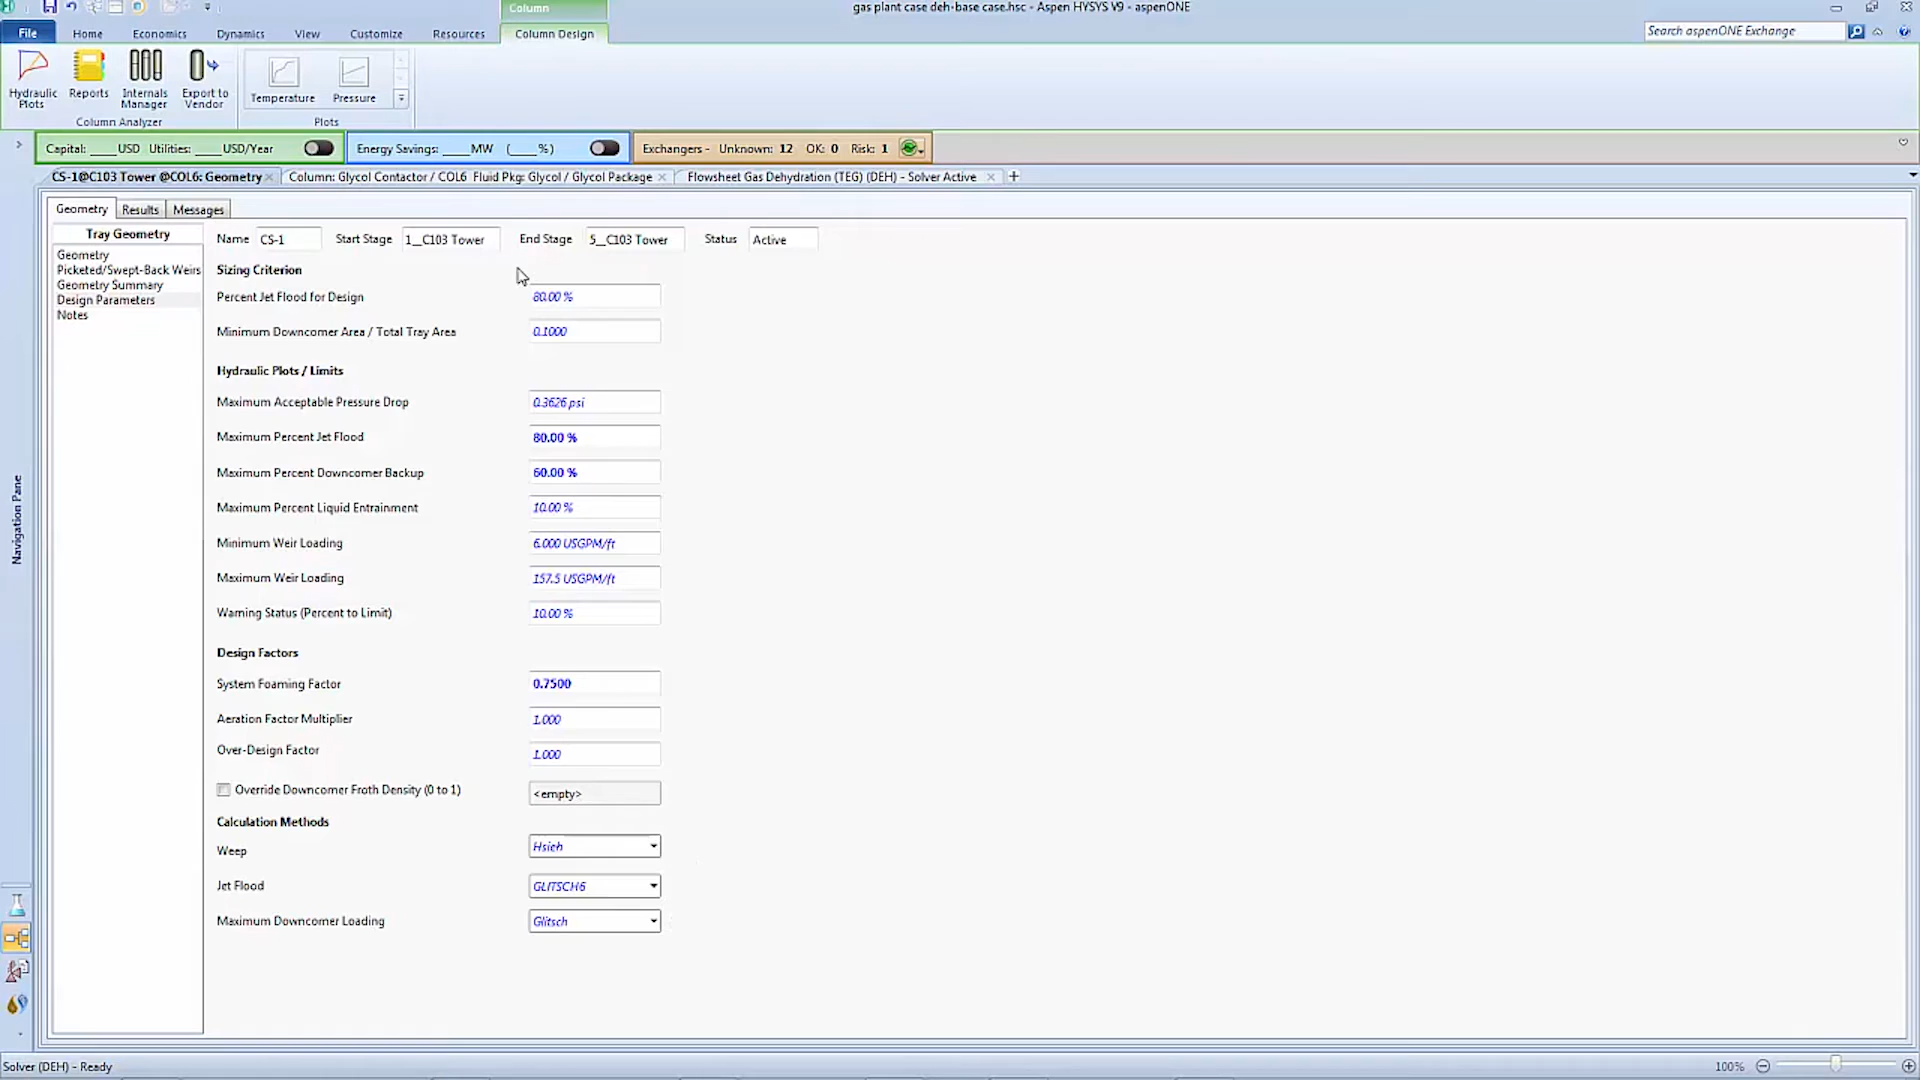 Column
gas plant case deh-base case.hsc - Aspen HYSYS V9 - aspenONE
File Home Economics Dynamics View Customize Resources Column Design
Search aspenONE Exchange
Hydraulic Plots
Reports
Internals Manager
Export to Vendor
Temperature
Pressure
Column Analyzer
Plots
Capital: ____USD Utilities: ____USD/Year
Energy Savings: ____MW (____%)
Exchangers - Unknown: 12 OK: 0 Risk: 1
CS-1@C103 Tower @COL6: Geometry
Column: Glycol Contactor / COL6 Fluid Pkg: Glycol / Glycol Package
Flowsheet Gas Dehydration (TEG) (DEH) - Solver Active
Geometry Results Messages
Tray Geometry
Geometry
Picketed/Swept-Back Weirs
Geometry Summary
Design Parameters
Notes
Name CS-1 Start Stage 1__C103 Tower End Stage 5__C103 Tower Status Active
Sizing Criterion
Percent Jet Flood for Design 80.00 %
Minimum Downcomer Area / Total Tray Area 0.1000
Hydraulic Plots / Limits
Maximum Acceptable Pressure Drop 0.3626 psi
Maximum Percent Jet Flood 80.00 %
Maximum Percent Downcomer Backup 60.00 %
Maximum Percent Liquid Entrainment 10.00 %
Minimum Weir Loading 6.000 USGPM/ft
Maximum Weir Loading 157.5 USGPM/ft
Warning Status (Percent to Limit) 10.00 %
Design Factors
System Foaming Factor 0.7500
Aeration Factor Multiplier 1.000
Over-Design Factor 1.000
Override Downcomer Froth Density (0 to 1) <empty>
Calculation Methods
Weep Hsieh
Jet Flood GLITSCH6
Maximum Downcomer Loading Glitsch
Navigation Pane
Solver (DEH) - Ready
100%